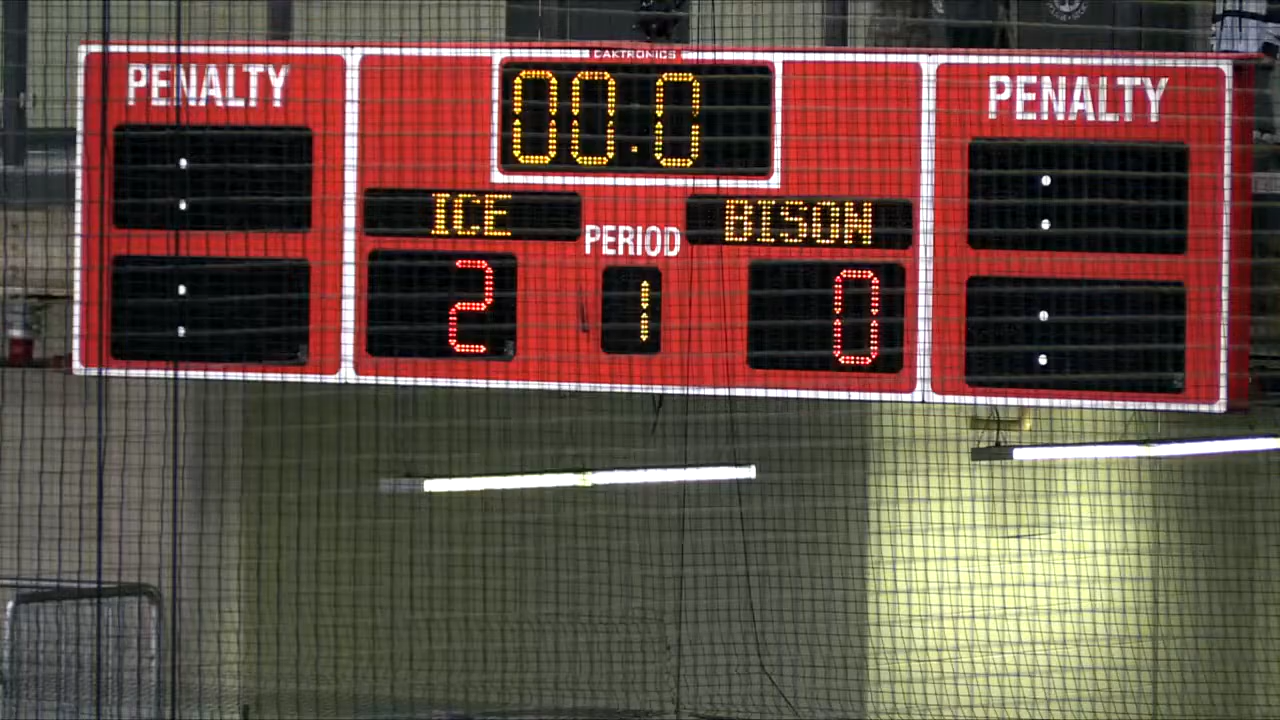 DAKTRONICS
PENALTY 00.0 PENALTY
ICE BISON
PERIOD
2 1 0